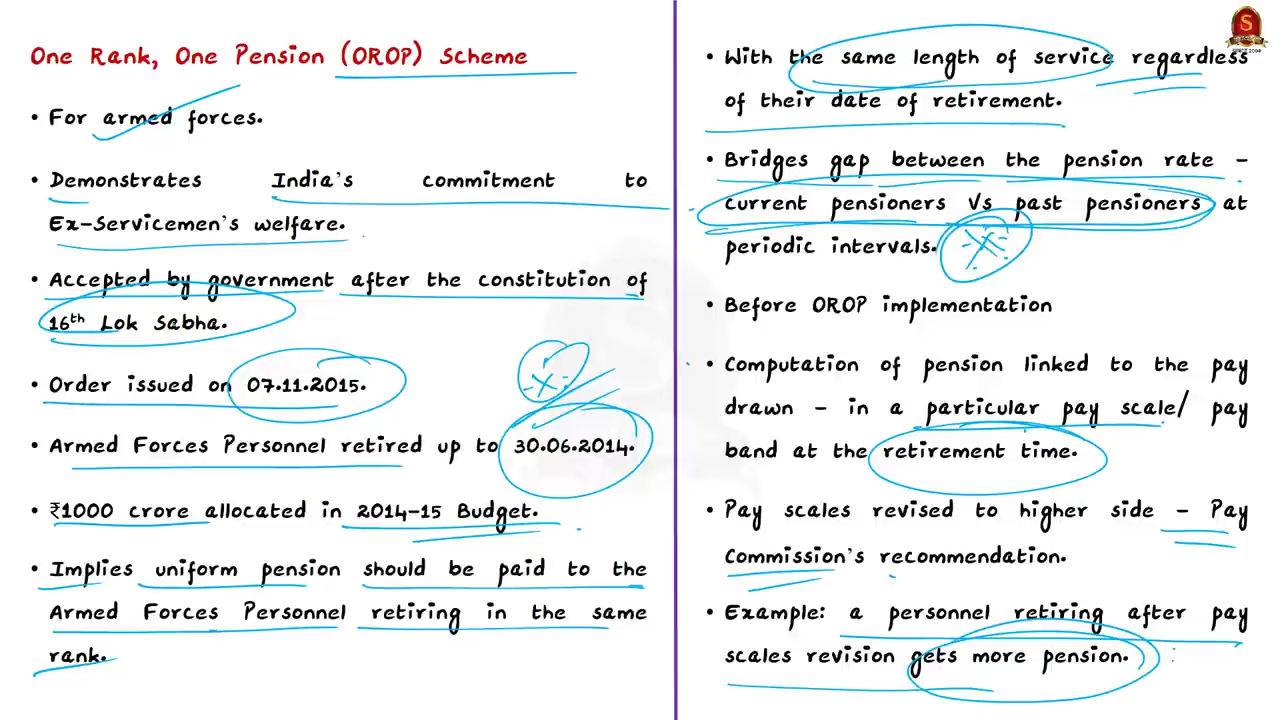 One Rank, One Pension (OROP) Scheme
• For armed forces.
• Demonstrates India's commitment to
Ex-Servicemen's welfare.
• Accepted by government after the constitution of
16th Lok Sabha.
• Order issued on 07.11.2015.
• Armed Forces Personnel retired up to 30.06.2014.
• ₹1000 crore allocated in 2014-15 Budget.
• Implies uniform pension should be paid to the
Armed Forces Personnel retiring in the same
rank.
• With the same length of service regardless
of their date of retirement.
• Bridges gap between the pension rate -
current pensioners Vs past pensioners at
periodic intervals.
• Before OROP implementation
• Computation of pension linked to the pay
drawn - in a particular pay scale/ pay
band at the retirement time.
• Pay scales revised to higher side - Pay
Commission's recommendation.
• Example: a personnel retiring after pay
scales revision gets more pension.
S
SINCE 2004